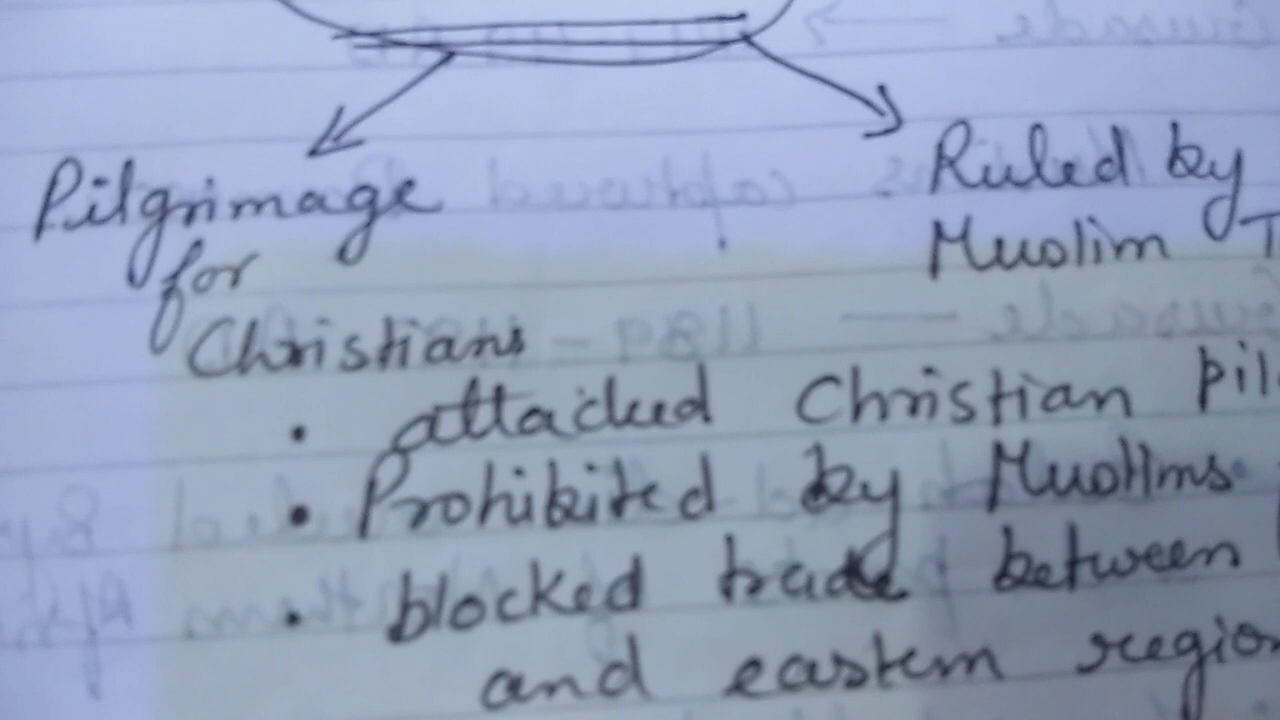 Pilgrimage
for
Christians
Ruled by
Muslim
• attacked Christian
• Prohibited by Muslims
• blocked trade between
and eastern